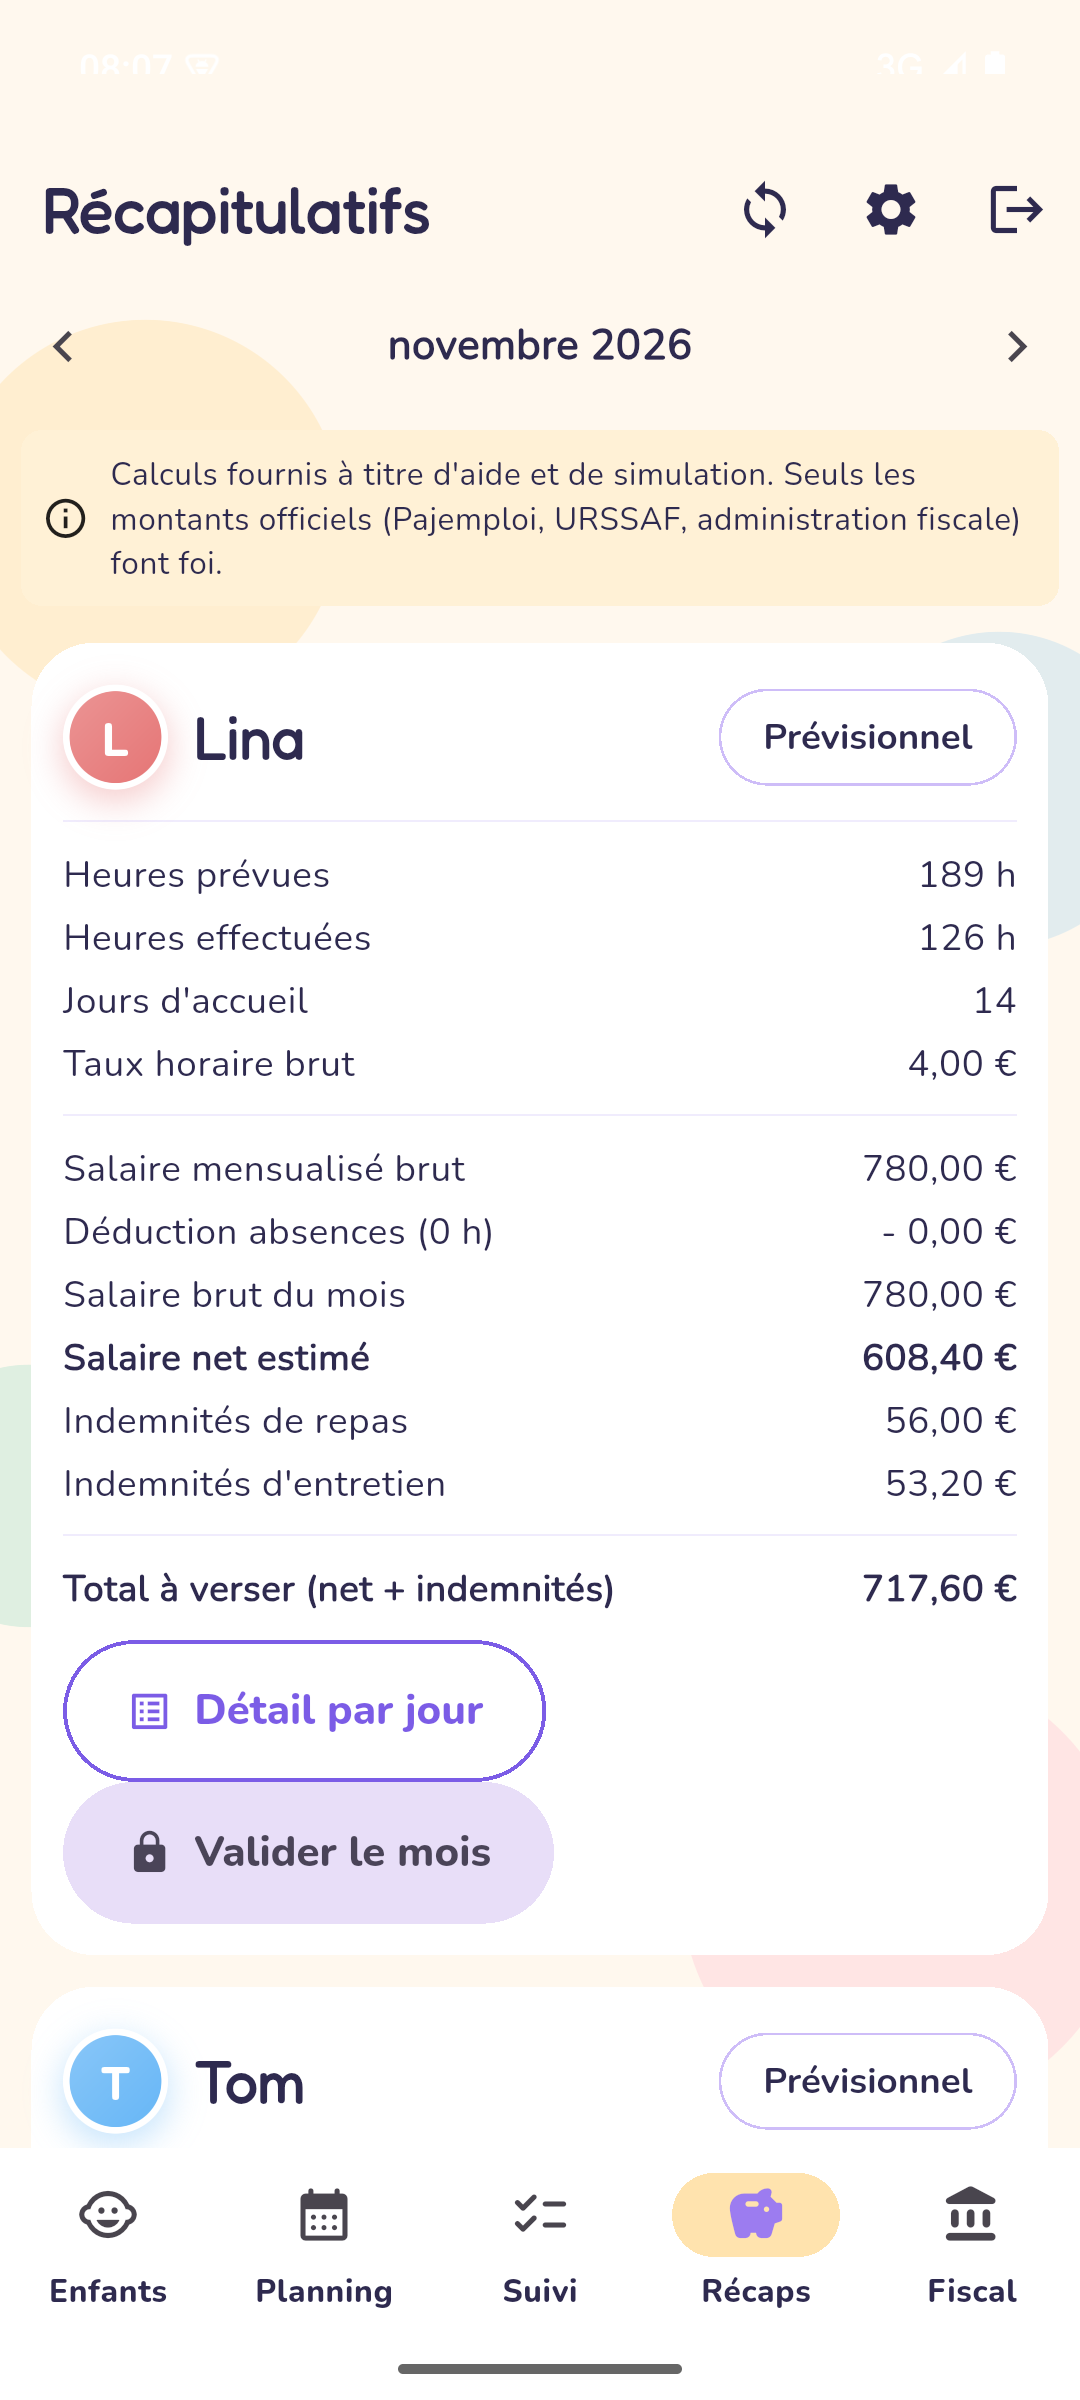 08:07
3G
Récapitulatifs
novembre 2026
Calculs fournis à titre d'aide et de simulation. Seuls les
montants officiels (Pajemploi, URSSAF, administration fiscale)
font foi.
L
Lina
Prévisionnel
Heures prévues 189 h
Heures effectuées 126 h
Jours d'accueil 14
Taux horaire brut 4,00 €
Salaire mensualisé brut 780,00 €
Déduction absences (0 h) - 0,00 €
Salaire brut du mois 780,00 €
Salaire net estimé 608,40 €
Indemnités de repas 56,00 €
Indemnités d'entretien 53,20 €
Total à verser (net + indemnités) 717,60 €
Détail par jour
Valider le mois
T
Tom
Prévisionnel
Enfants Planning Suivi Récaps Fiscal